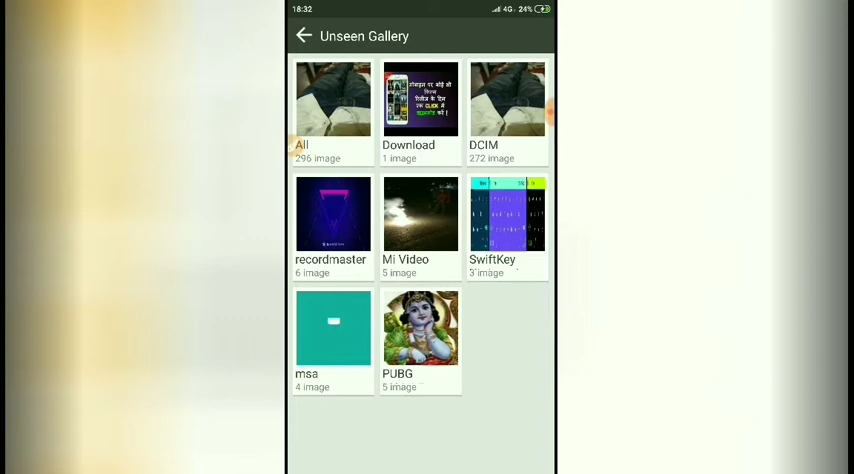 18:32
4G
24%
Unseen Gallery
All
296 image
Download
1 image
DCIM
272 image
recordmaster
6 image
Mi Video
5 image
SwiftKey
3 image
msa
4 image
PUBG
5 image